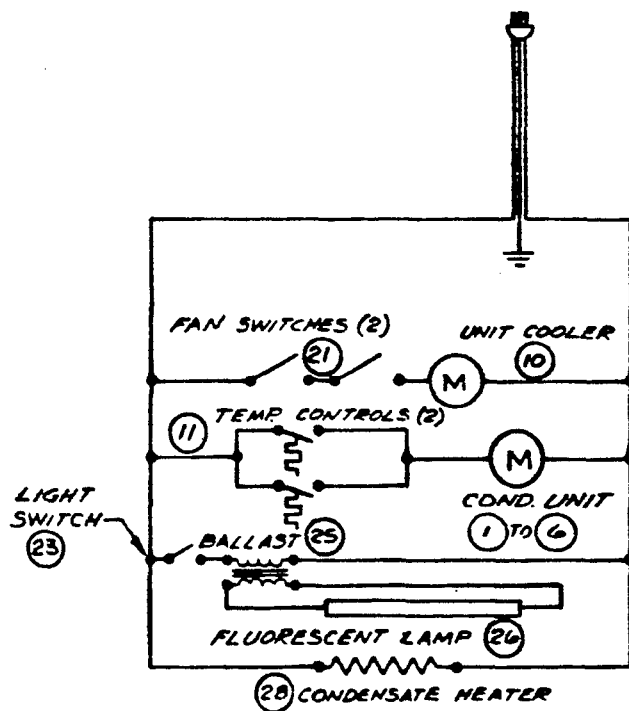 FAN SWITCHES (2)
21
UNIT COOLER
10
M
11
TEMP. CONTROLS (2)
M
LIGHT
SWITCH
23
COND. UNIT
1 TO 6
BALLAST 25
FLUORESCENT LAMP 26
28 CONDENSATE HEATER